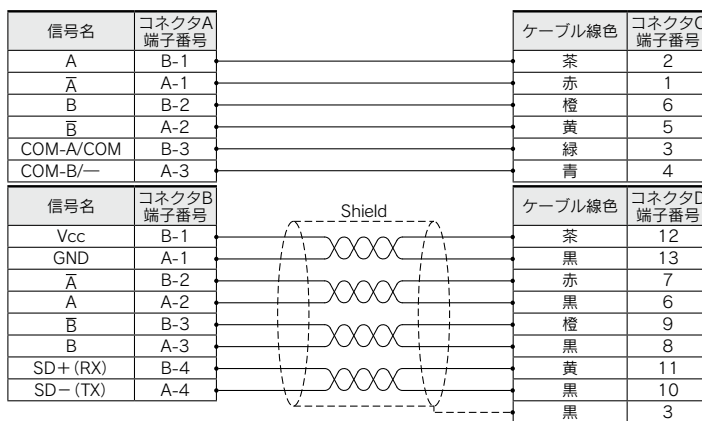 信号名 コネクタA端子番号 ケーブル線色 コネクタC端子番号
A B-1 茶 2
A̅ A-1 赤 1
B B-2 橙 6
B̅ A-2 黄 5
COM-A/COM B-3 緑 3
COM-B/― A-3 青 4
信号名 コネクタB端子番号 Shield ケーブル線色 コネクタD端子番号
Vcc B-1 茶 12
GND A-1 黒 13
A̅ B-2 赤 7
A A-2 黒 6
B̅ B-3 橙 9
B A-3 黒 8
SD+(RX) B-4 黄 11
SD−(TX) A-4 黒 10
黒 3